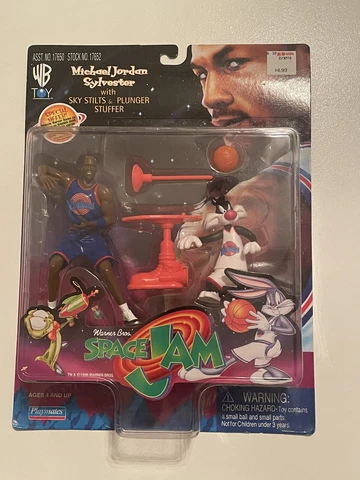 ASST. NO. 17650 STOCK NO. 17652
WB
TOY
Michael Jordan
Sylvester
with
SKY STILTS & PLUNGER
STUFFER
SPECIAL
Warner Bros.
SPACE JAM
AGES 4 AND UP
Playmates
WARNING:
CHOKING HAZARD-Toy contains
a small ball and small parts.
Not for Children under 3 years.